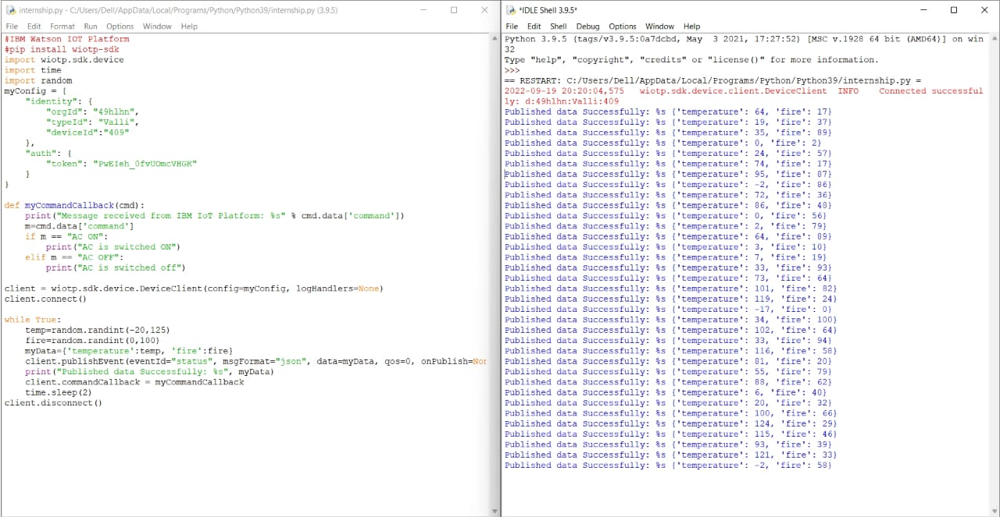 internship.py - C:/Users/Dell/AppData/Local/Programs/Python/Python39/internship.py (3.9.5)
File Edit Format Run Options Window Help
#IBM Watson IOT Platform
#pip install wiotp-sdk
import wiotp.sdk.device
import time
import random
myConfig = {
    "identity": {
        "orgId": "49hlhn",
        "typeId": "Valli",
        "deviceId":"409"
    },
    "auth": {
        "token": "PwEIeh_0fvUOmcVHGK"
    }
}
def myCommandCallback(cmd):
    print("Message received from IBM IoT Platform: %s" % cmd.data['command'])
    m=cmd.data['command']
    if m == "AC ON":
        print("AC is switched ON")
    elif m == "AC OFF":
        print("AC is switched off")
client = wiotp.sdk.device.DeviceClient(config=myConfig, logHandlers=None)
client.connect()
while True:
    temp=random.randint(-20,125)
    fire=random.randint(0,100)
    myData={'temperature':temp, 'fire':fire}
    client.publishEvent(eventId="status", msgFormat="json", data=myData, qos=0, onPublish=Nor
    print("Published data Successfully: %s", myData)
    client.commandCallback = myCommandCallback
    time.sleep(2)
client.disconnect()
*IDLE Shell 3.9.5*
File Edit Shell Debug Options Window Help
Python 3.9.5 (tags/v3.9.5:0a7dcbd, May  3 2021, 17:27:52) [MSC v.1928 64 bit (AMD64)] on win
32
Type "help", "copyright", "credits" or "license()" for more information.
>>>
== RESTART: C:/Users/Dell/AppData/Local/Programs/Python/Python39/internship.py =
2022-09-19 20:20:04,575   wiotp.sdk.device.client.DeviceClient  INFO    Connected successful
ly: d:49hlhn:Valli:409
Published data Successfully: %s {'temperature': 64, 'fire': 17}
Published data Successfully: %s {'temperature': 19, 'fire': 37}
Published data Successfully: %s {'temperature': 35, 'fire': 89}
Published data Successfully: %s {'temperature': 0, 'fire': 2}
Published data Successfully: %s {'temperature': 24, 'fire': 57}
Published data Successfully: %s {'temperature': 74, 'fire': 17}
Published data Successfully: %s {'temperature': 95, 'fire': 87}
Published data Successfully: %s {'temperature': -2, 'fire': 86}
Published data Successfully: %s {'temperature': 72, 'fire': 36}
Published data Successfully: %s {'temperature': 86, 'fire': 48}
Published data Successfully: %s {'temperature': 0, 'fire': 56}
Published data Successfully: %s {'temperature': 2, 'fire': 79}
Published data Successfully: %s {'temperature': 64, 'fire': 89}
Published data Successfully: %s {'temperature': 3, 'fire': 10}
Published data Successfully: %s {'temperature': 7, 'fire': 19}
Published data Successfully: %s {'temperature': 33, 'fire': 93}
Published data Successfully: %s {'temperature': 73, 'fire': 64}
Published data Successfully: %s {'temperature': 101, 'fire': 82}
Published data Successfully: %s {'temperature': 119, 'fire': 24}
Published data Successfully: %s {'temperature': -17, 'fire': 0}
Published data Successfully: %s {'temperature': 34, 'fire': 100}
Published data Successfully: %s {'temperature': 102, 'fire': 64}
Published data Successfully: %s {'temperature': 33, 'fire': 94}
Published data Successfully: %s {'temperature': 116, 'fire': 58}
Published data Successfully: %s {'temperature': 81, 'fire': 20}
Published data Successfully: %s {'temperature': 55, 'fire': 79}
Published data Successfully: %s {'temperature': 88, 'fire': 62}
Published data Successfully: %s {'temperature': 6, 'fire': 40}
Published data Successfully: %s {'temperature': 20, 'fire': 32}
Published data Successfully: %s {'temperature': 100, 'fire': 66}
Published data Successfully: %s {'temperature': 124, 'fire': 29}
Published data Successfully: %s {'temperature': 115, 'fire': 46}
Published data Successfully: %s {'temperature': 93, 'fire': 39}
Published data Successfully: %s {'temperature': 121, 'fire': 33}
Published data Successfully: %s {'temperature': -2, 'fire': 58}